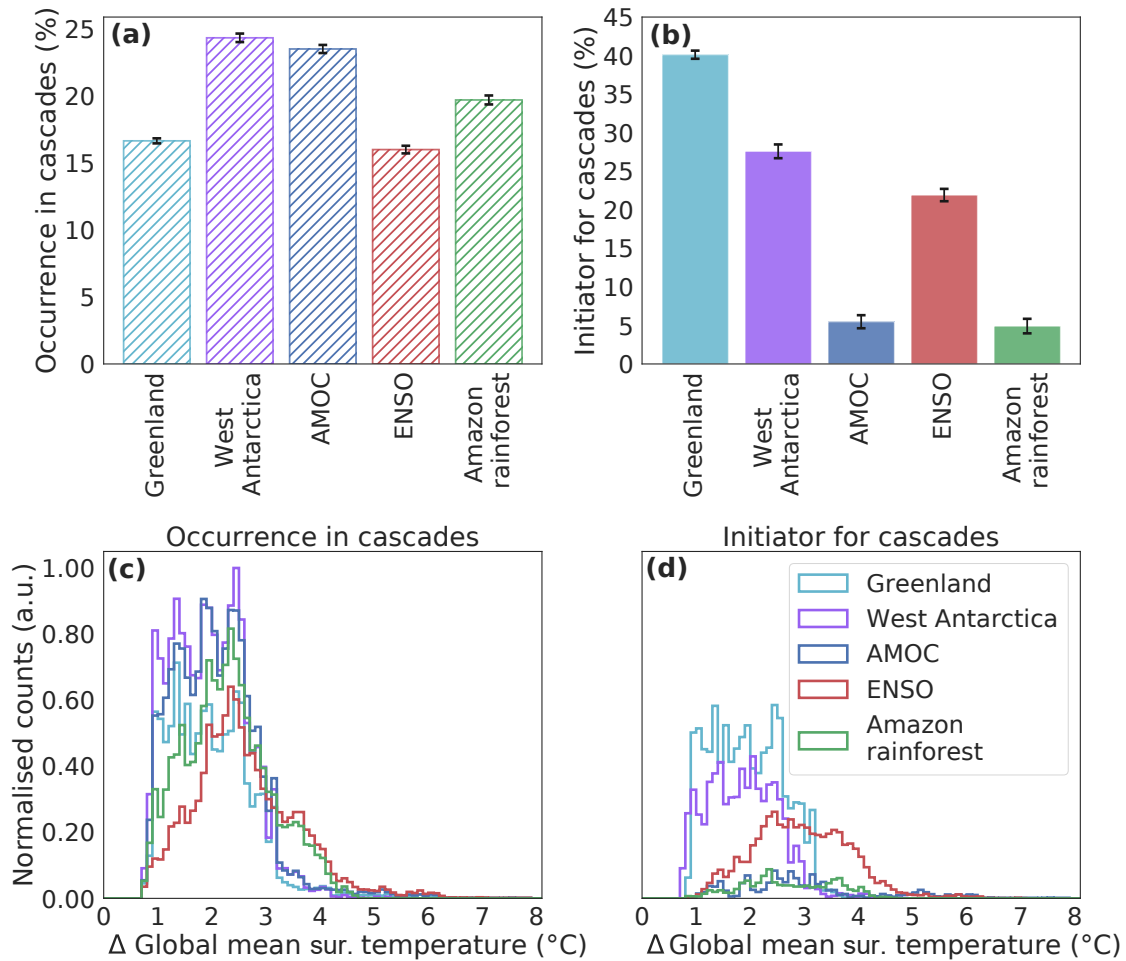 (a)
Occurrence in cascades (%)
25
20
15
10
5
0
Greenland
West
Antarctica
AMOC
ENSO
Amazon
rainforest
(b)
Initiator for cascades (%)
45
40
35
30
25
20
15
10
5
0
Greenland
West
Antarctica
AMOC
ENSO
Amazon
rainforest
Occurrence in cascades
(c)
Normalised counts (a.u.)
1.00
0.80
0.60
0.40
0.20
0.00
0 1 2 3 4 5 6 7 8
Δ Global mean sur. temperature (°C)
Initiator for cascades
(d)
Greenland
West Antarctica
AMOC
ENSO
Amazon
rainforest
0 1 2 3 4 5 6 7 8
Δ Global mean sur. temperature (°C)